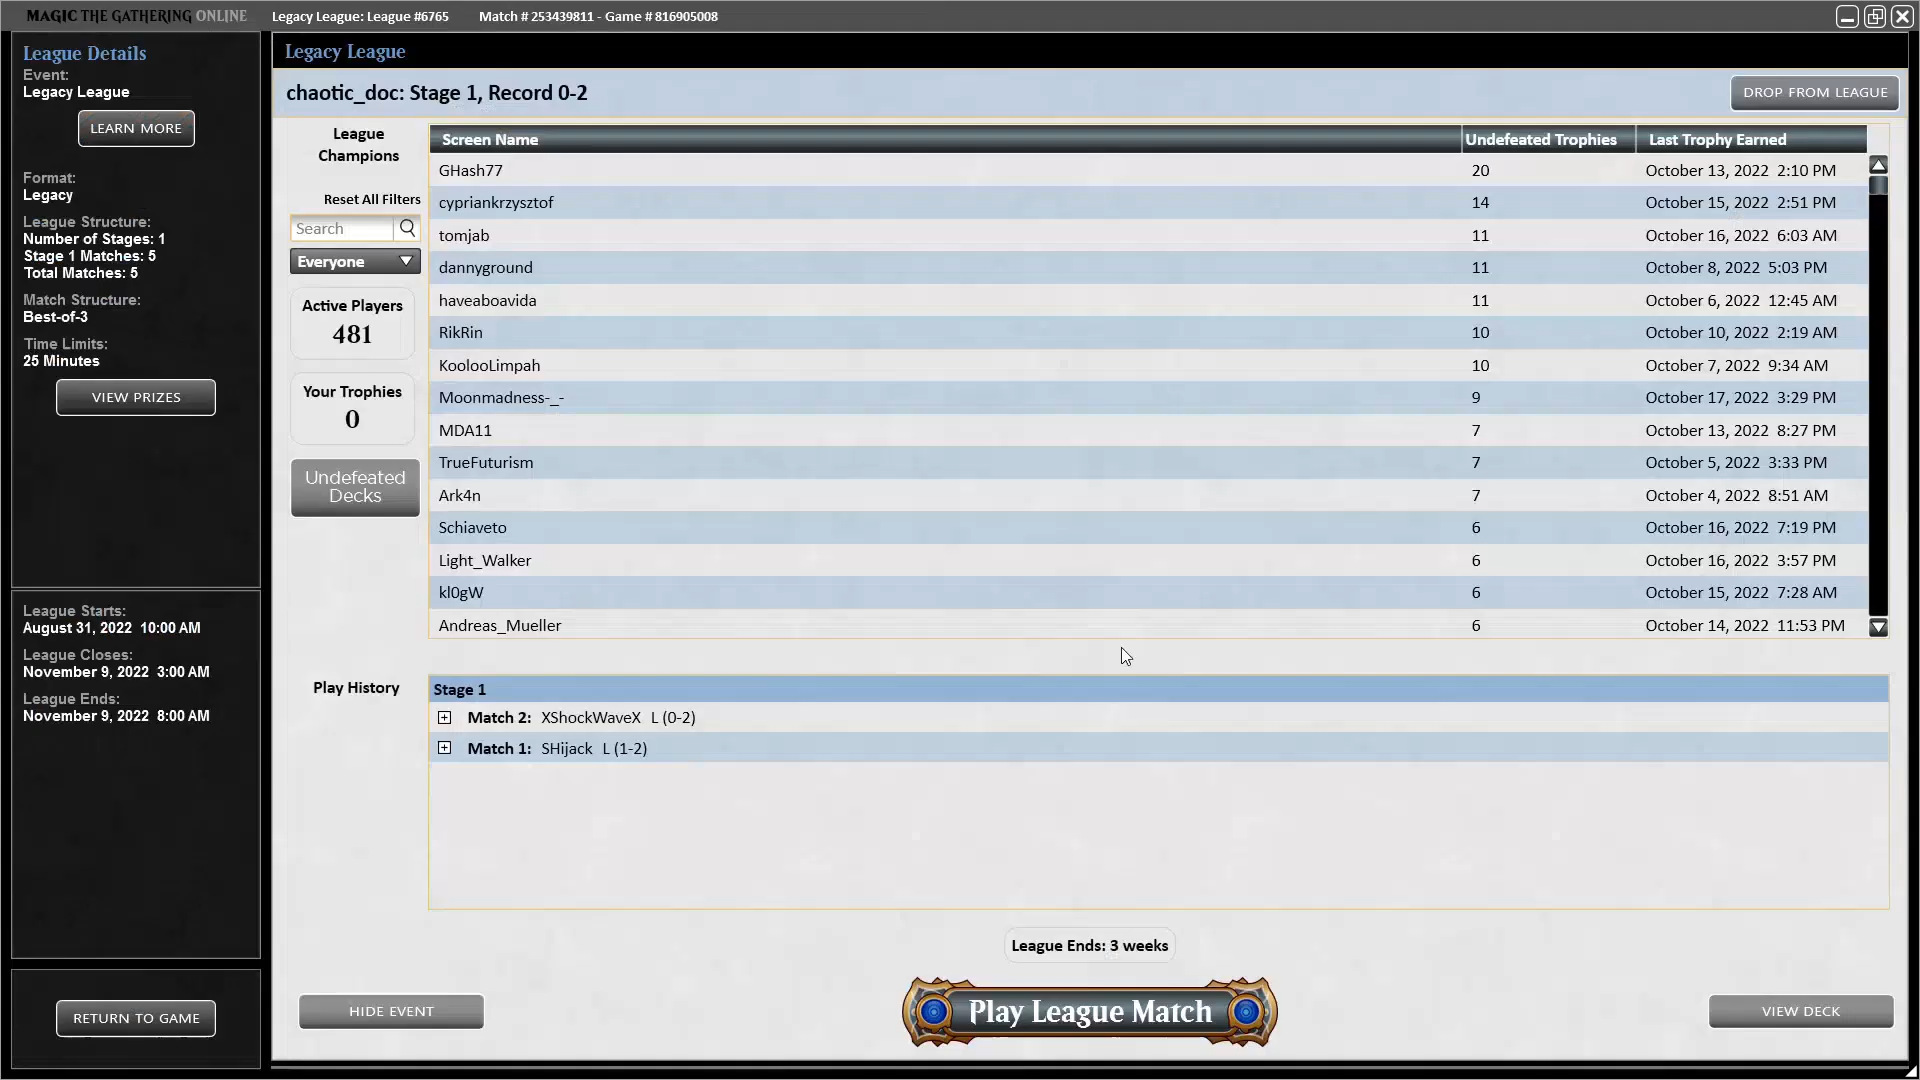 MAGIC THE GATHERING ONLINE
Legacy League: League #6765
Match # 253439811 - Game # 816905008
League Details
Event:
Legacy League
LEARN MORE
Format:
Legacy
League Structure:
Number of Stages: 1
Stage 1 Matches: 5
Total Matches: 5
Match Structure:
Best-of-3
Time Limits:
25 Minutes
VIEW PRIZES
League Starts:
August 31, 2022 10:00 AM
League Closes:
November 9, 2022 3:00 AM
League Ends:
November 9, 2022 8:00 AM
RETURN TO GAME
Legacy League
chaotic_doc: Stage 1, Record 0-2
DROP FROM LEAGUE
League
Champions
Reset All Filters
Search
Everyone
Active Players
481
Your Trophies
0
Undefeated
Decks
Screen Name Undefeated Trophies Last Trophy Earned
GHash77 20 October 13, 2022 2:10 PM
cypriankrzysztof 14 October 15, 2022 2:51 PM
tomjab 11 October 16, 2022 6:03 AM
dannyground 11 October 8, 2022 5:03 PM
haveaboavida 11 October 6, 2022 12:45 AM
RikRin 10 October 10, 2022 2:19 AM
KoolooLimpah 10 October 7, 2022 9:34 AM
Moonmadness-_- 9 October 17, 2022 3:29 PM
MDA11 7 October 13, 2022 8:27 PM
TrueFuturism 7 October 5, 2022 3:33 PM
Ark4n 7 October 4, 2022 8:51 AM
Schiaveto 6 October 16, 2022 7:19 PM
Light_Walker 6 October 16, 2022 3:57 PM
kl0gW 6 October 15, 2022 7:28 AM
Andreas_Mueller 6 October 14, 2022 11:53 PM
Play History
Stage 1
Match 2: XShockWaveX L (0-2)
Match 1: SHijack L (1-2)
League Ends: 3 weeks
HIDE EVENT
Play League Match
VIEW DECK